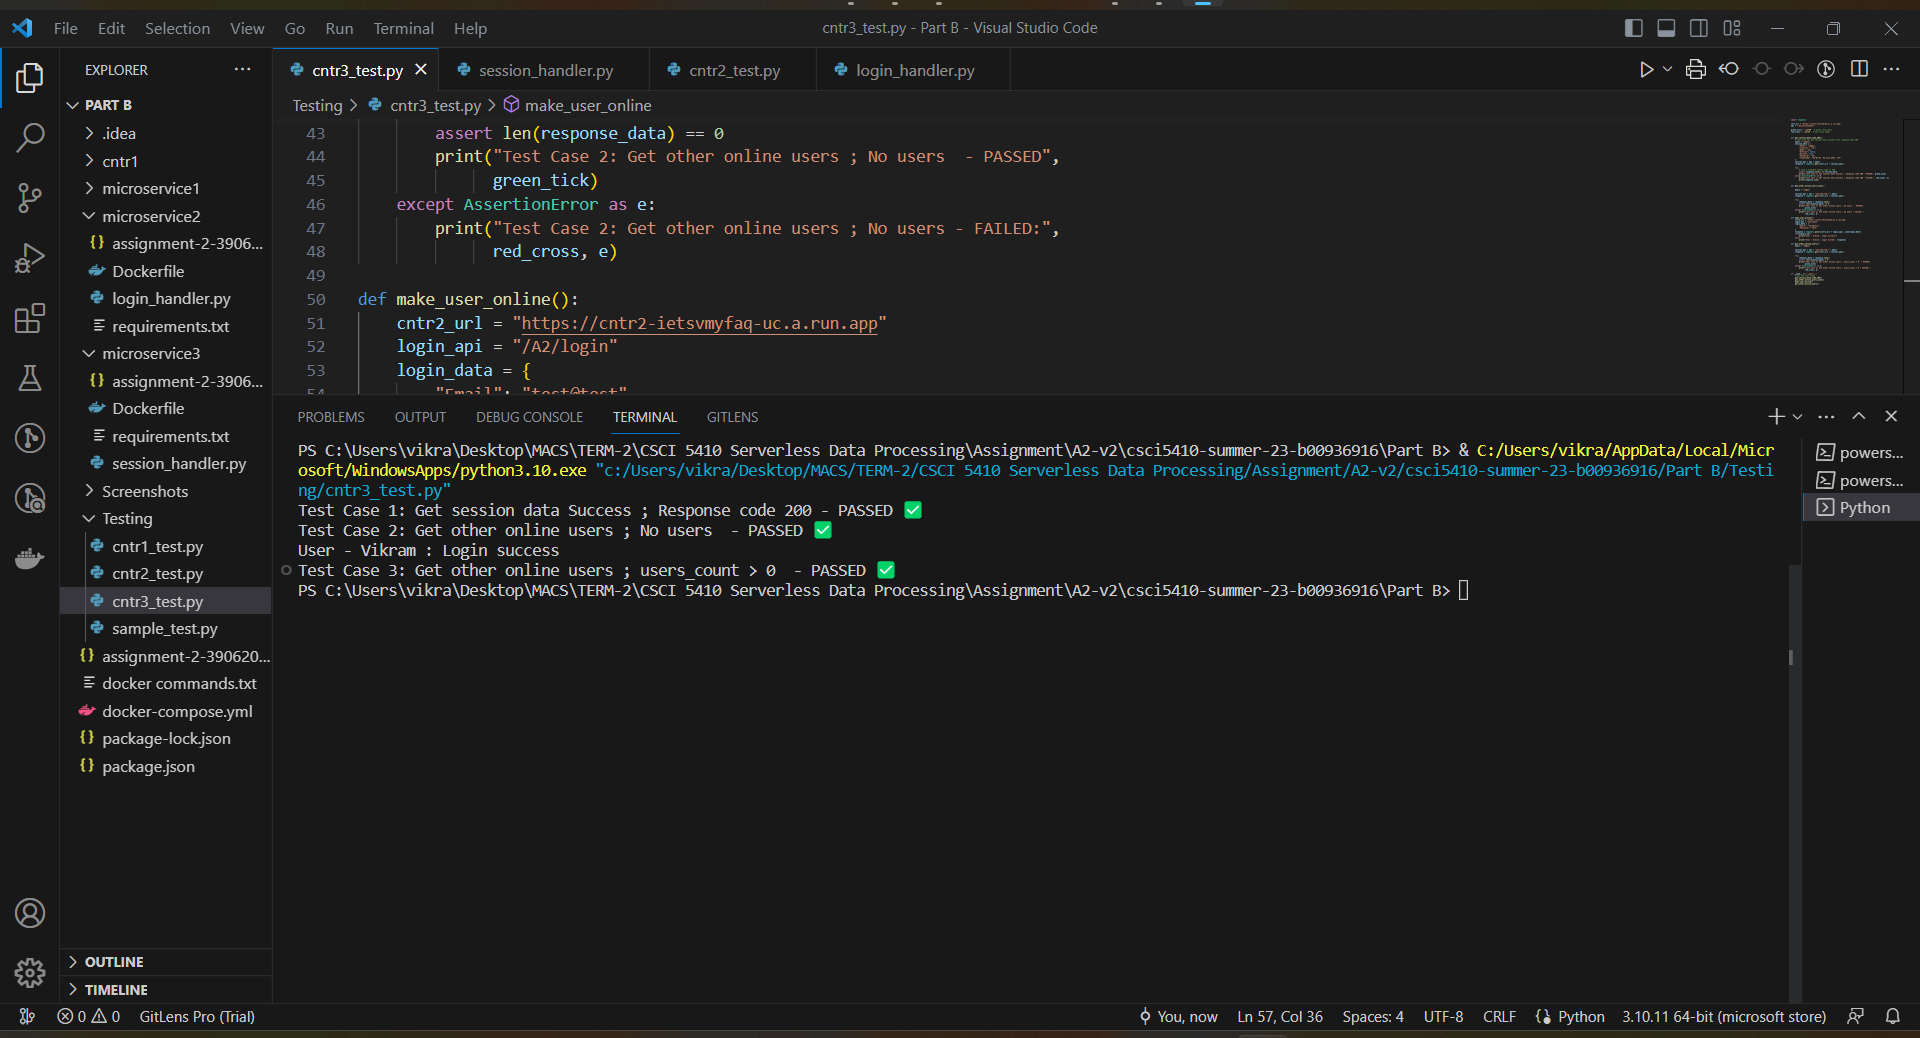 File Edit Selection View Go Run Terminal Help
cntr3_test.py - Part B - Visual Studio Code
EXPLORER
PART B
.idea
cntr1
microservice1
microservice2
assignment-2-3906...
Dockerfile
login_handler.py
requirements.txt
microservice3
assignment-2-3906...
Dockerfile
requirements.txt
session_handler.py
Screenshots
Testing
cntr1_test.py
cntr2_test.py
cntr3_test.py
sample_test.py
assignment-2-390620...
docker commands.txt
docker-compose.yml
package-lock.json
package.json
OUTLINE
TIMELINE
cntr3_test.py session_handler.py cntr2_test.py login_handler.py
Testing > cntr3_test.py > make_user_online
43 assert len(response_data) == 0
44 print("Test Case 2: Get other online users ; No users  - PASSED",
45 green_tick)
46 except AssertionError as e:
47 print("Test Case 2: Get other online users ; No users - FAILED:",
48 red_cross, e)
49
50 def make_user_online():
51 cntr2_url = "https://cntr2-ietsvmyfaq-uc.a.run.app"
52 login_api = "/A2/login"
53 login_data = {
54 "Email": "test@test"
PROBLEMS OUTPUT DEBUG CONSOLE TERMINAL GITLENS
PS C:\Users\vikra\Desktop\MACS\TERM-2\CSCI 5410 Serverless Data Processing\Assignment\A2-v2\csci5410-summer-23-b00936916\Part B> & C:/Users/vikra/AppData/Local/Micr
osoft/WindowsApps/python3.10.exe "c:/Users/vikra/Desktop/MACS/TERM-2/CSCI 5410 Serverless Data Processing/Assignment/A2-v2/csci5410-summer-23-b00936916/Part B/Testi
ng/cntr3_test.py"
Test Case 1: Get session data Success ; Response code 200 - PASSED ✅
Test Case 2: Get other online users ; No users  - PASSED ✅
User - Vikram : Login success
Test Case 3: Get other online users ; users_count > 0  - PASSED ✅
PS C:\Users\vikra\Desktop\MACS\TERM-2\CSCI 5410 Serverless Data Processing\Assignment\A2-v2\csci5410-summer-23-b00936916\Part B>
powers...
powers...
Python
0 0 GitLens Pro (Trial)
You, now Ln 57, Col 36 Spaces: 4 UTF-8 CRLF Python 3.10.11 64-bit (microsoft store)